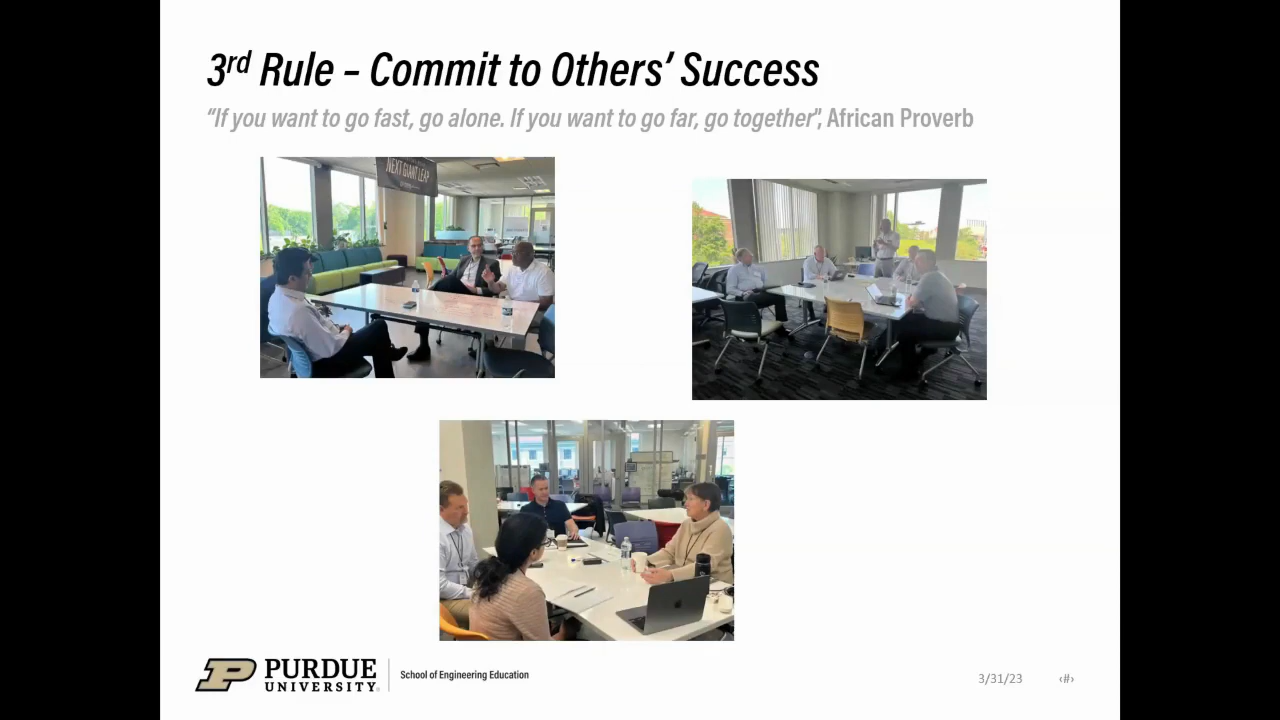 3rd Rule – Commit to Others’ Success
“If you want to go fast, go alone. If you want to go far, go together”, African Proverb
NEXT GIANT LEAP
PURDUE
UNIVERSITY
School of Engineering Education
3/31/23
‹#›